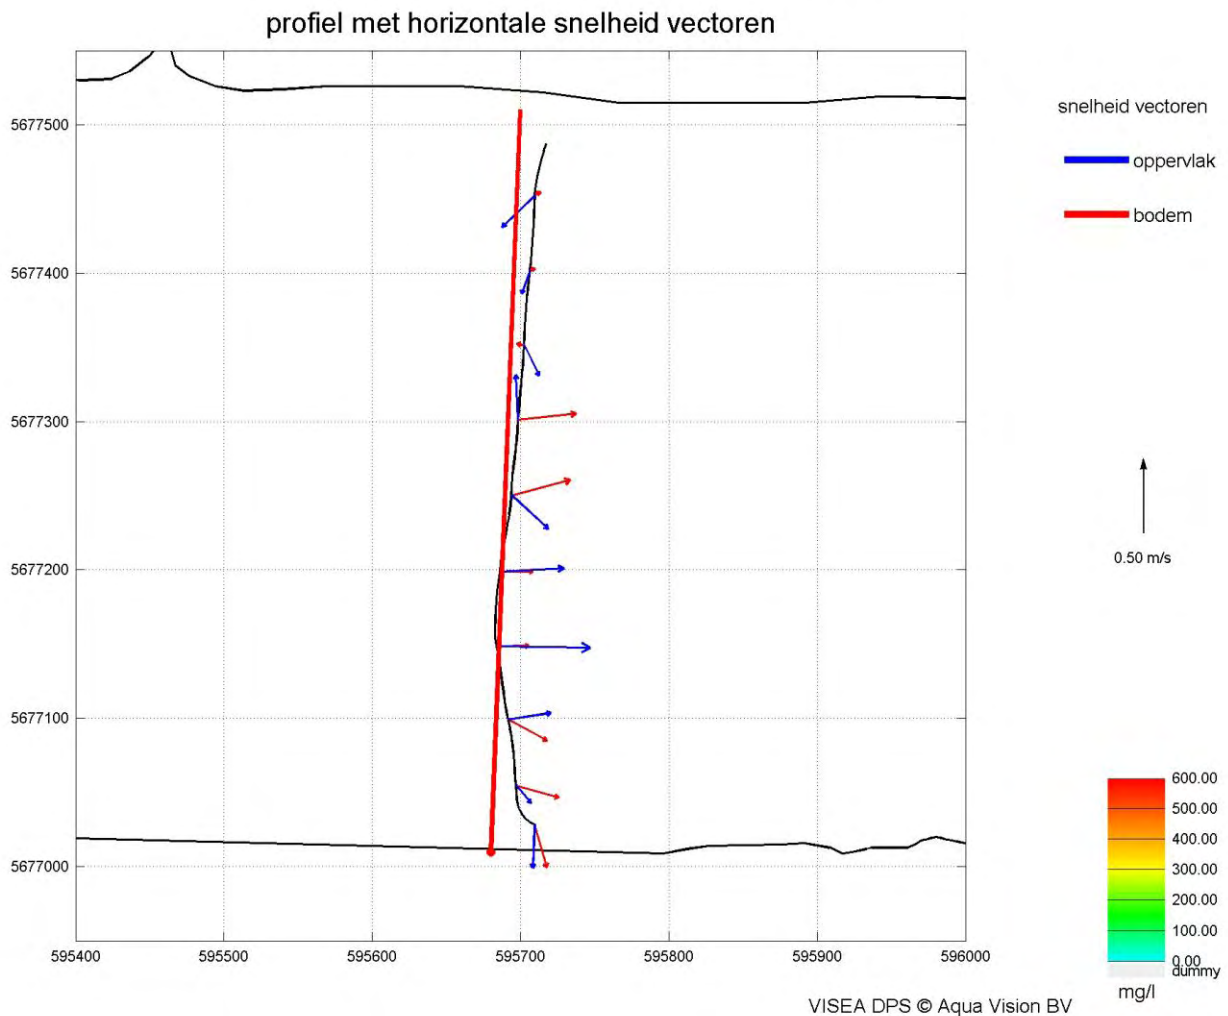 profiel met horizontale snelheid vectoren
snelheid vectoren
oppervlak
bodem
5677500
5677400
5677300
5677200
5677100
5677000
595400
595500
595600
595700
595800
595900
596000
0.50 m/s
600.00
500.00
400.00
300.00
200.00
100.00
0.00
dummy
mg/l
VISEA DPS © Aqua Vision BV